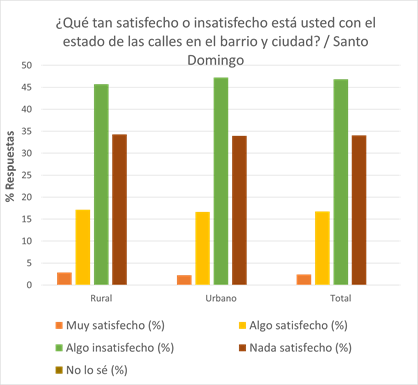 ¿Qué tan satisfecho o insatisfecho está usted con el
estado de las calles en el barrio y ciudad? / Santo
Domingo
50
45
40
35
30
25
20
15
10
5
0
% Respuestas
Rural Urbano Total
Muy satisfecho (%) Algo satisfecho (%)
Algo insatisfecho (%) Nada satisfecho (%)
No lo sé (%)